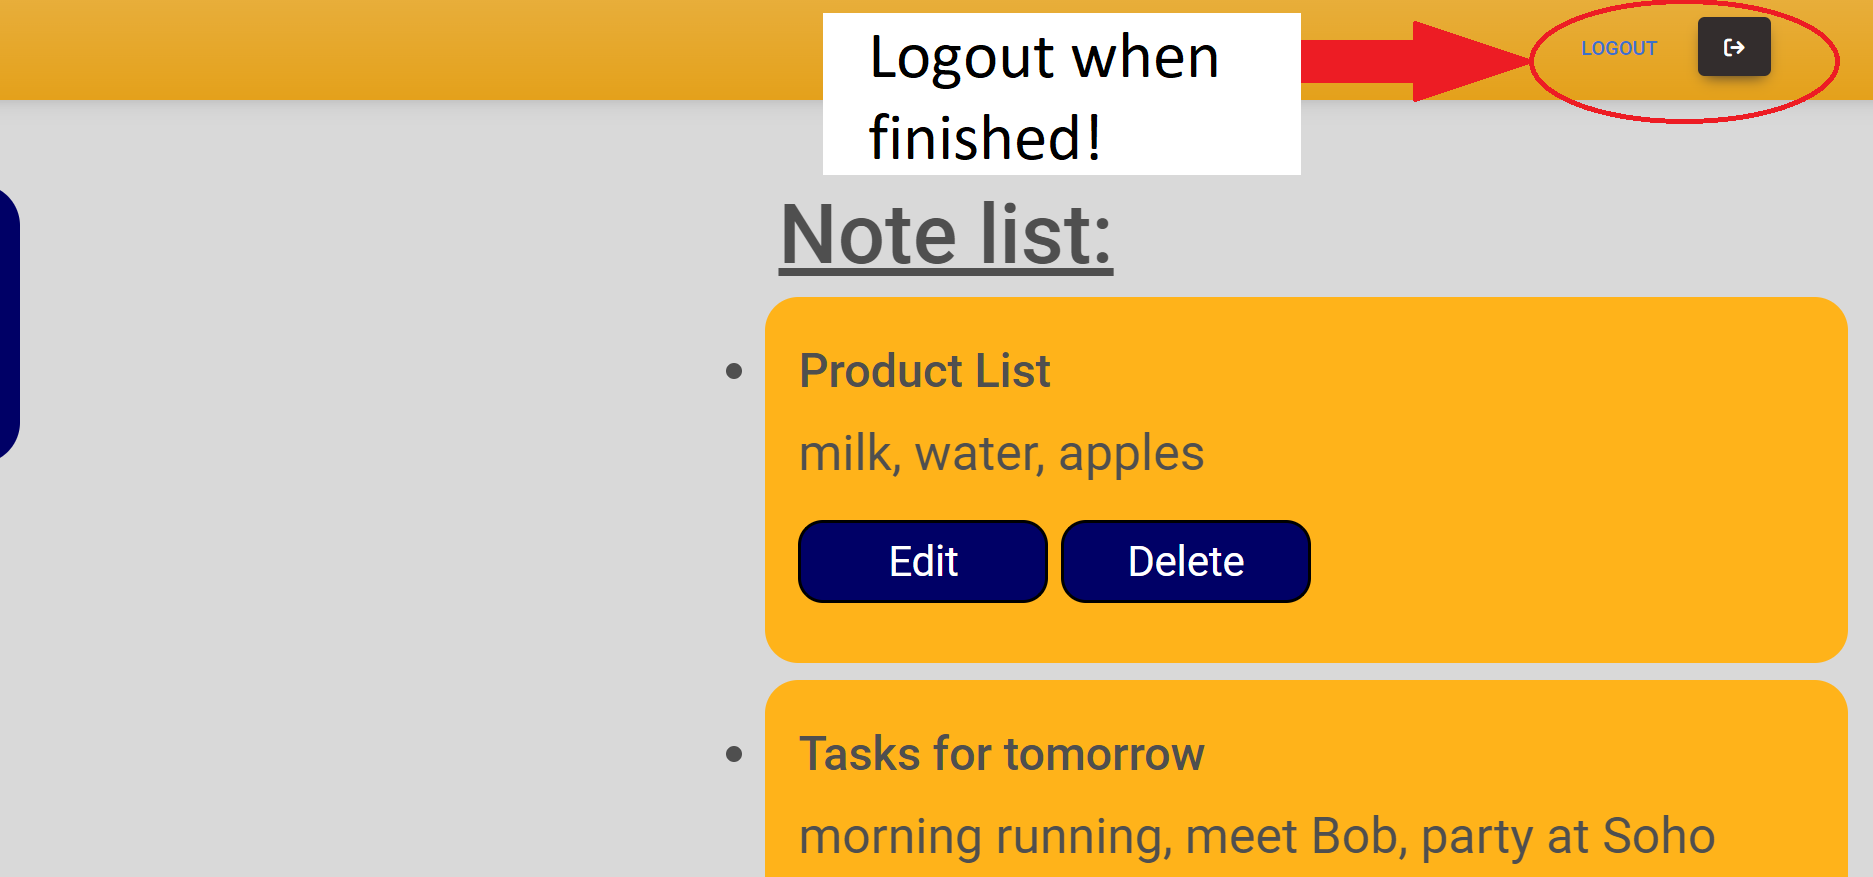 Logout when
finished!
LOGOUT
Note list:
Product List
milk, water, apples
Edit Delete
Tasks for tomorrow
morning running, meet Bob, party at Soho